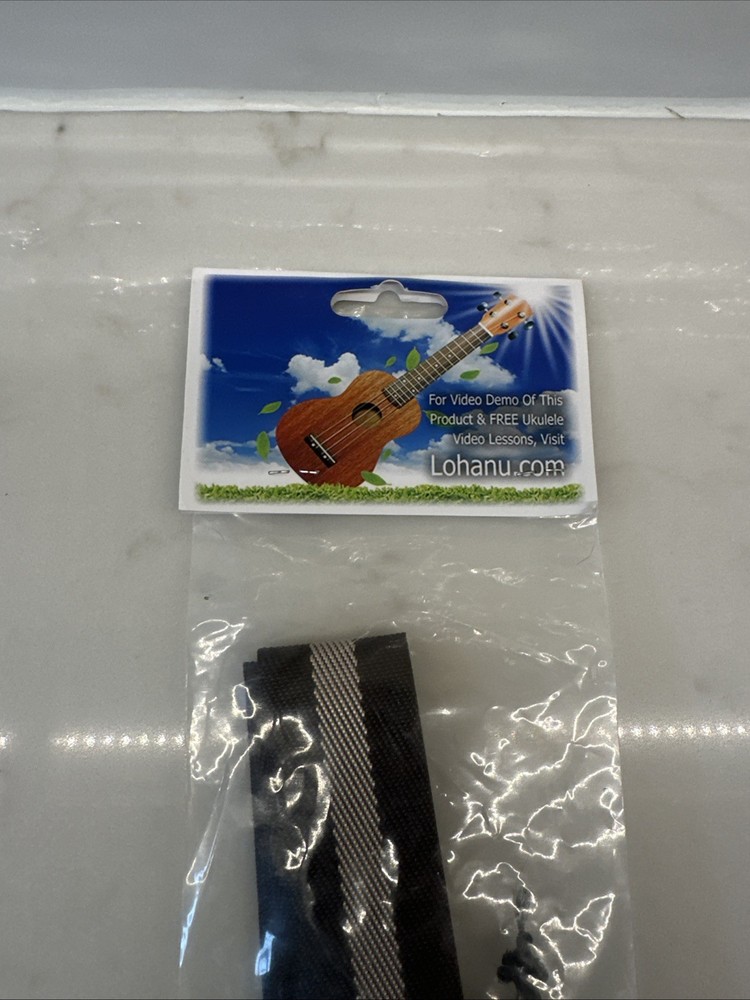 For Video Demo Of This
Product & FREE Ukulele
Video Lessons, Visit
Lohanu.com